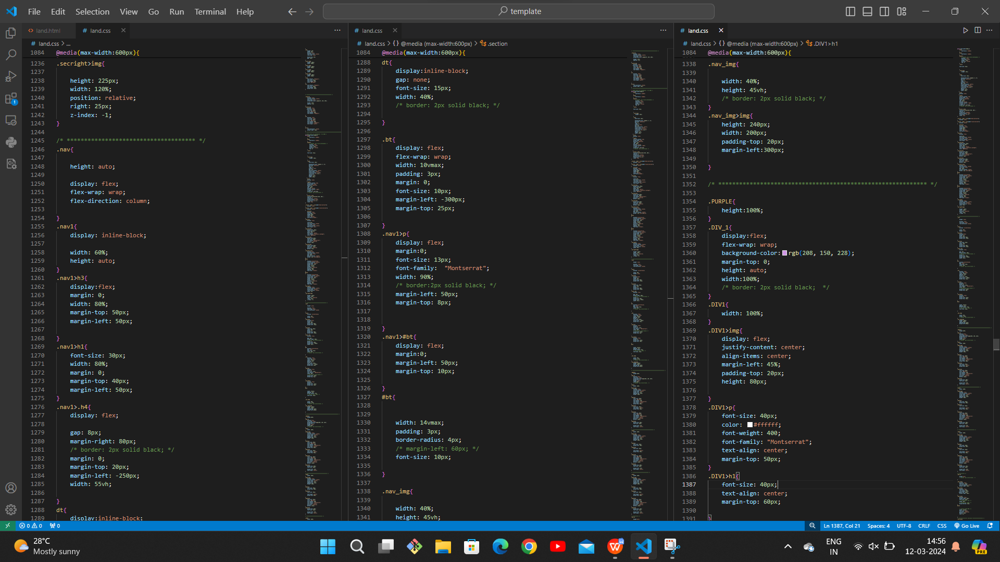 File Edit Selection View Go Run Terminal Help
template
land.html
land.css
land.css > ...
1084 @media(max-width:600px){
1236 .secright>img{
1237
1238 height: 225px;
1239 width: 120%;
1240 position: relative;
1241 right: 25px;
1242 z-index: -1;
1243 }
1244
1245 /* ************************************* */
1246 .nav{
1247
1248 height: auto;
1249
1250 display: flex;
1251 flex-wrap: wrap;
1252 flex-direction: column;
1253
1254 }
1255 .nav1{
1256 display: inline-block;
1257
1258 width: 60%;
1259 height: auto;
1260 }
1261 .nav1>h3{
1262 display:flex;
1263 margin: 0;
1264 width: 80%;
1265 margin-top: 50px;
1266 margin-left: 50px;
1267
1268 }
1269 .nav1>h1{
1270 font-size: 30px;
1271 width: 80%;
1272 margin: 0;
1273 margin-top: 40px;
1274 margin-left: 50px;
1275 }
1276 .nav1>.h4{
1277 display: flex;
1278
1279 gap: 8px;
1280 margin-right: 80px;
1281 /* border: 2px solid black; */
1282 margin: 0;
1283 margin-top: 20px;
1284 margin-left: -250px;
1285 width: 55vh;
1286
1287 }
1288 dt{
1289 display:inline-block;
land.css
land.css > {} @media (max-width:600px) > .section
1084 @media(max-width:600px){
1288 dt{
1289 display:inline-block;
1290 gap: none;
1291 font-size: 15px;
1292 width: 40%;
1293 /* border: 2px solid black; */
1294
1295 }
1296
1297 .bt{
1298 display: flex;
1299 flex-wrap: wrap;
1300 width: 10vmax;
1301 padding: 3px;
1302 margin: 0;
1303 font-size: 10px;
1304 margin-left: -300px;
1305 margin-top: 25px;
1306
1307 }
1308 .nav1>p{
1309 display: flex;
1310 margin:0;
1311 font-size: 13px;
1312 font-family:  "Montserrat";
1313 width: 90%;
1314 /* border:2px solid black; */
1315 margin-left: 50px;
1316 margin-top: 8px;
1317
1318
1319 }
1320 .nav1>#bt{
1321 display: flex;
1322 margin:0;
1323 margin-left: 50px;
1324 margin-top: 10px;
1325
1326 }
1327 #bt{
1328
1329
1330 width: 14vmax;
1331 padding: 3px;
1332 border-radius: 4px;
1333 /* margin-left: 60px; */
1334 font-size: 10px;
1335
1336 }
1337
1338 .nav_img{
1339
1340 width: 40%;
1341 height: 45vh;
land.css
land.css > {} @media (max-width:600px) > .DIV1>h1
1084 @media(max-width:600px){
1338 .nav_img{
1339
1340 width: 40%;
1341 height: 45vh;
1342 /* border: 2px solid black; */
1343 }
1344 .nav_img>img{
1345 height: 240px;
1346 width: 200px;
1347 padding-top: 20px;
1348 margin-left:300px;
1349
1350 }
1351
1352 /* ************************************************************ */
1353
1354 .PURPLE{
1355 height:100%;
1356 }
1357 .DIV_1{
1358 display:flex;
1359 flex-wrap: wrap;
1360 background-color: rgb(208, 150, 228);
1361 margin-top: 0;
1362 height: auto;
1363 width:100%;
1364 /* border: 2px solid black;  */
1365 }
1366 .DIV1{
1367 width: 100%;
1368 }
1369 .DIV1>img{
1370 display: flex;
1371 justify-content: center;
1372 align-items: center;
1373 margin-left: 45%;
1374 padding-top: 20px;
1375 height: 80px;
1376
1377 }
1378 .DIV1>p{
1379 font-size: 40px;
1380 color: #ffffff;
1381 font-weight: 400;
1382 font-family: "Montserrat";
1383 text-align: center;
1384 margin-top: 50px;
1385 }
1386 .DIV1>h1{
1387 font-size: 40px;
1388 text-align: center;
1389 margin-top: 60px;
1390
1391 }
1
0 0 0 Ln 1387, Col 21 Spaces: 4 UTF-8 CRLF CSS Go Live
28°C
Mostly sunny
ENG
IN
14:56
12-03-2024
PRE